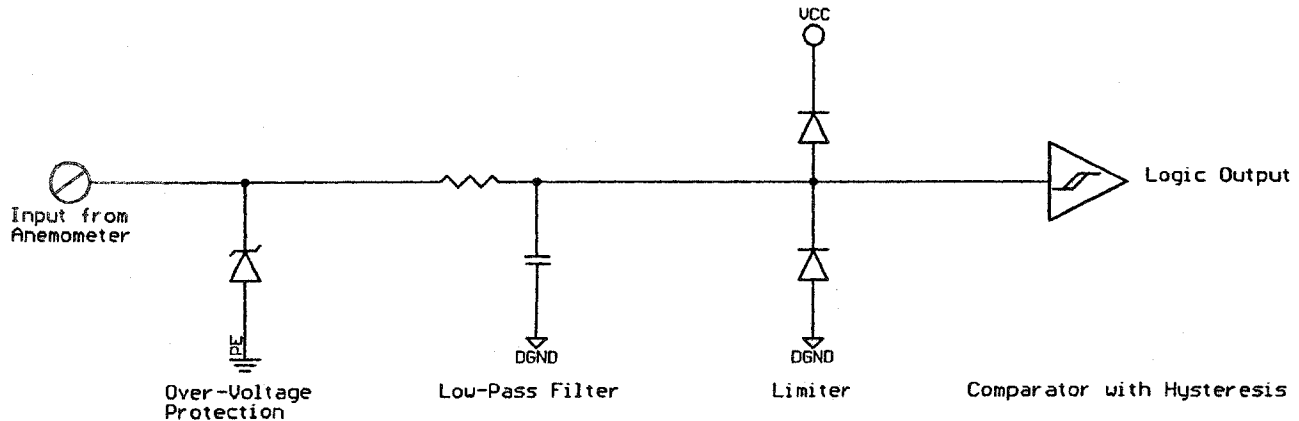 VCC
Logic Output
Input from
Anemometer
PE
DGND
DGND
Over-Voltage
Protection
Low-Pass Filter
Limiter
Comparator with Hysteresis